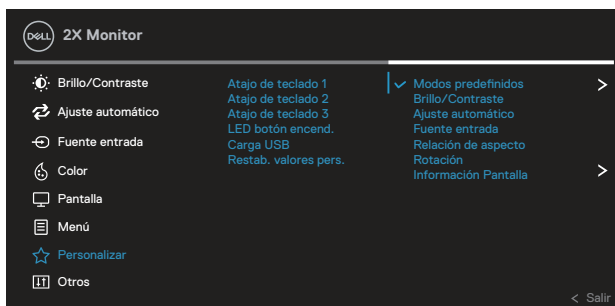 DELL
2X Monitor
Brillo/Contraste
Ajuste automático
Fuente entrada
Color
Pantalla
Menú
Personalizar
Otros
Atajo de teclado 1
Atajo de teclado 2
Atajo de teclado 3
LED botón encend.
Carga USB
Restab. valores pers.
Modos predefinidos
Brillo/Contraste
Ajuste automático
Fuente entrada
Relación de aspecto
Rotación
Información Pantalla
< Salir